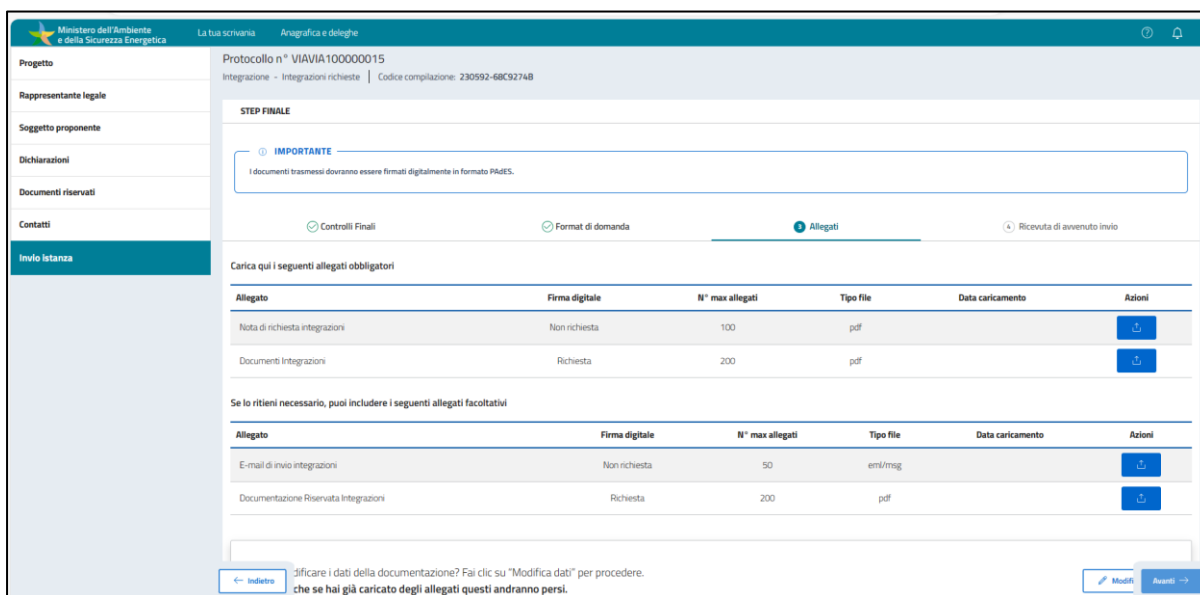 Ministero dell'Ambiente
e della Sicurezza Energetica
La tua scrivania Anagrafica e deleghe
Progetto
Rappresentante legale
Soggetto proponente
Dichiarazioni
Documenti riservati
Contatti
Invio istanza
Protocollo n° VIAVIA100000015
Integrazione - Integrazioni richieste | Codice compilazione: 230592-68C9274B
STEP FINALE
IMPORTANTE
I documenti trasmessi dovranno essere firmati digitalmente in formato PAdES.
Controlli Finali Format di domanda 3 Allegati 4 Ricevuta di avvenuto invio
Carica qui i seguenti allegati obbligatori
Allegato Firma digitale N° max allegati Tipo file Data caricamento Azioni
Nota di richiesta integrazioni Non richiesta 100 pdf
Documenti Integrazioni Richiesta 200 pdf
Se lo ritieni necessario, puoi includere i seguenti allegati facoltativi
Allegato Firma digitale N° max allegati Tipo file Data caricamento Azioni
E-mail di invio integrazioni Non richiesta 50 eml/msg
Documentazione Riservata Integrazioni Richiesta 200 pdf
dificare i dati della documentazione? Fai clic su "Modifica dati" per procedere.
← Indietro che se hai già caricato degli allegati questi andranno persi. Modifi Avanti →